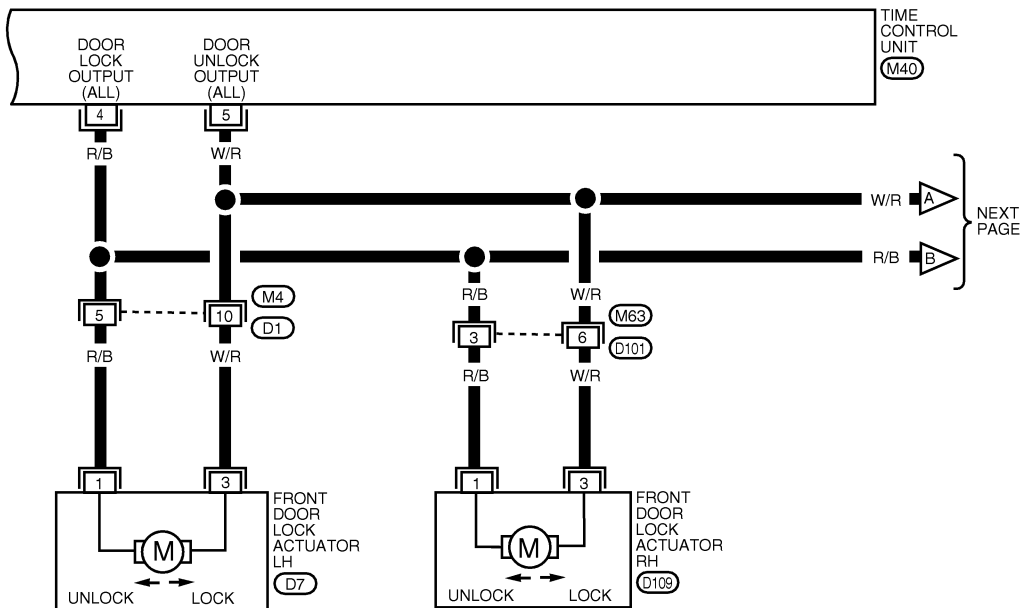 TIME
CONTROL
UNIT
M40
DOOR
LOCK
OUTPUT
(ALL)
DOOR
UNLOCK
OUTPUT
(ALL)
4
5
R/B
W/R
W/R
A
R/B
B
NEXT
PAGE
5
10
M4
D1
R/B
W/R
R/B
W/R
3
6
M63
D101
R/B
W/R
1
3
FRONT
DOOR
LOCK
ACTUATOR
LH
D7
M
UNLOCK
LOCK
1
3
FRONT
DOOR
LOCK
ACTUATOR
RH
D109
M
UNLOCK
LOCK